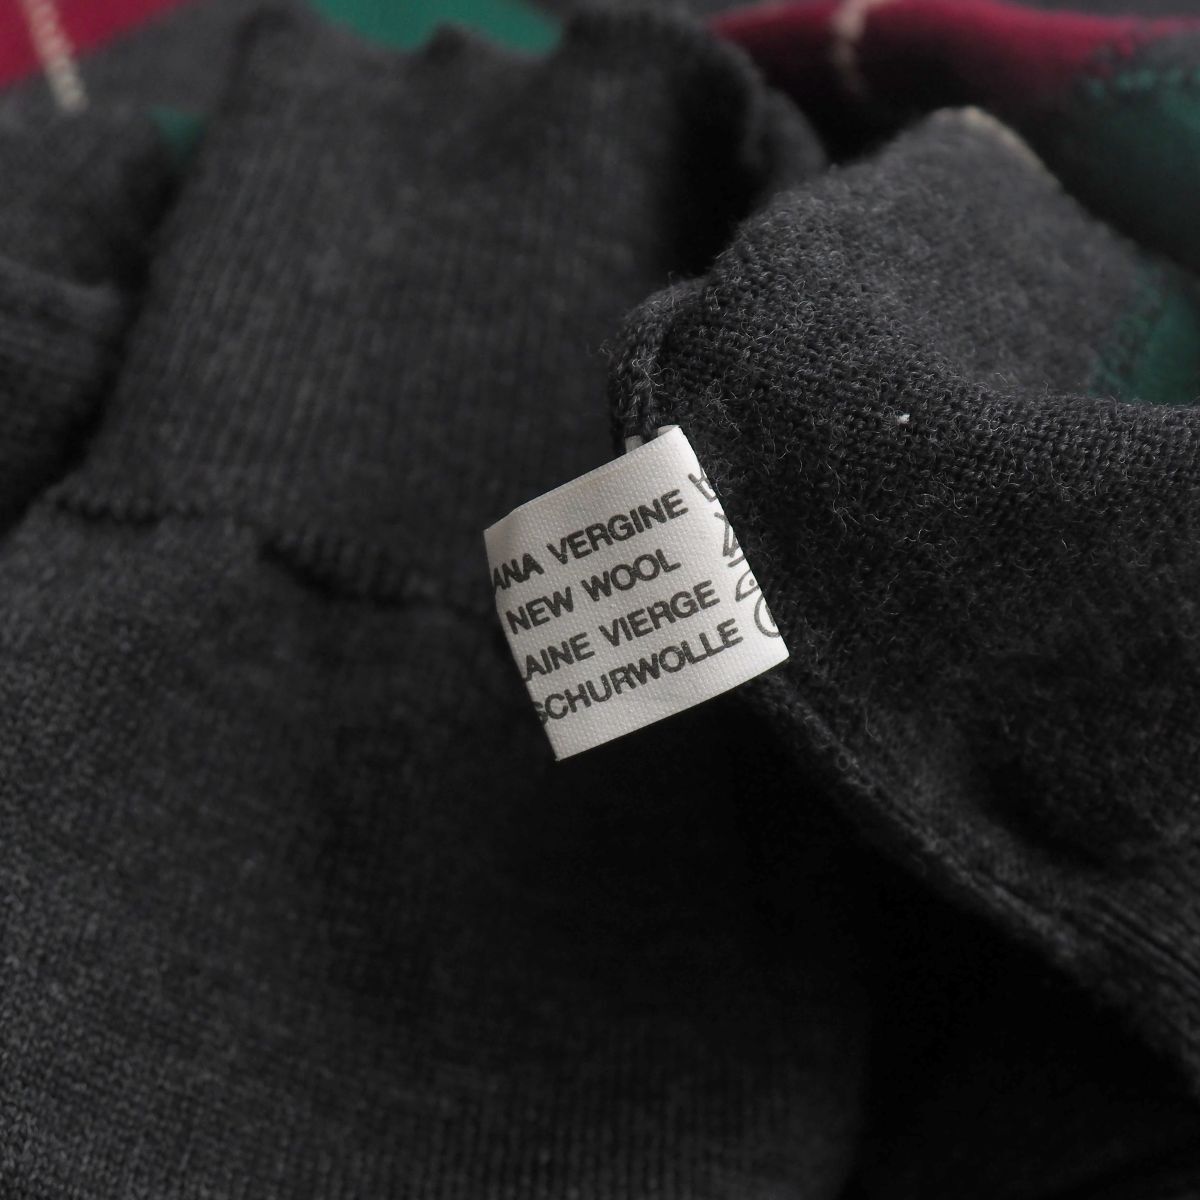 ANA VERGINE
NEW WOOL
LAINE VIERGE
SCHURWOLLE